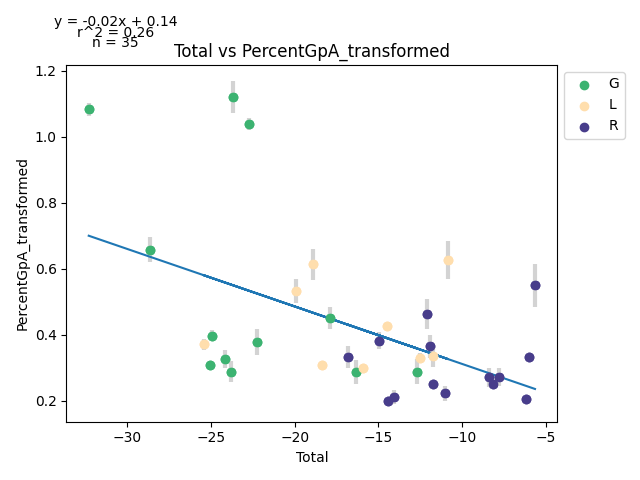 y = -0.02x + 0.14
r^2 = 0.26
n = 35
Total vs PercentGpA_transformed
G
L
R
1.2
1.0
0.8
0.6
0.4
0.2
PercentGpA_transformed
−30
−25
−20
−15
−10
−5
Total